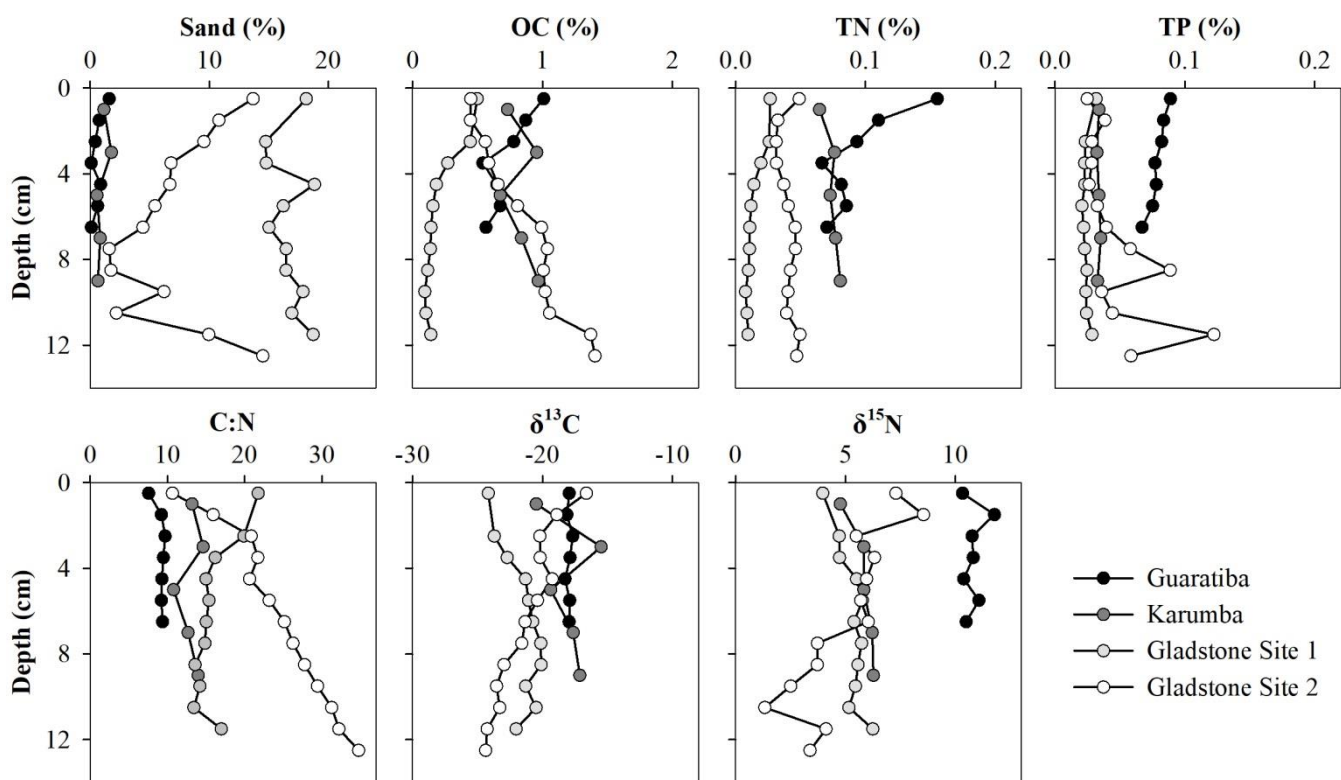 Sand (%) OC (%) TN (%) TP (%)
0 10 20 0 1 2 0.0 0.1 0.2 0.0 0.1 0.2
0
4
8
12
Depth (cm)
C:N δ¹³C δ¹⁵N
0 10 20 30 -30 -20 -10 0 5 10
0
4
8
12
Depth (cm)
Guaratiba
Karumba
Gladstone Site 1
Gladstone Site 2